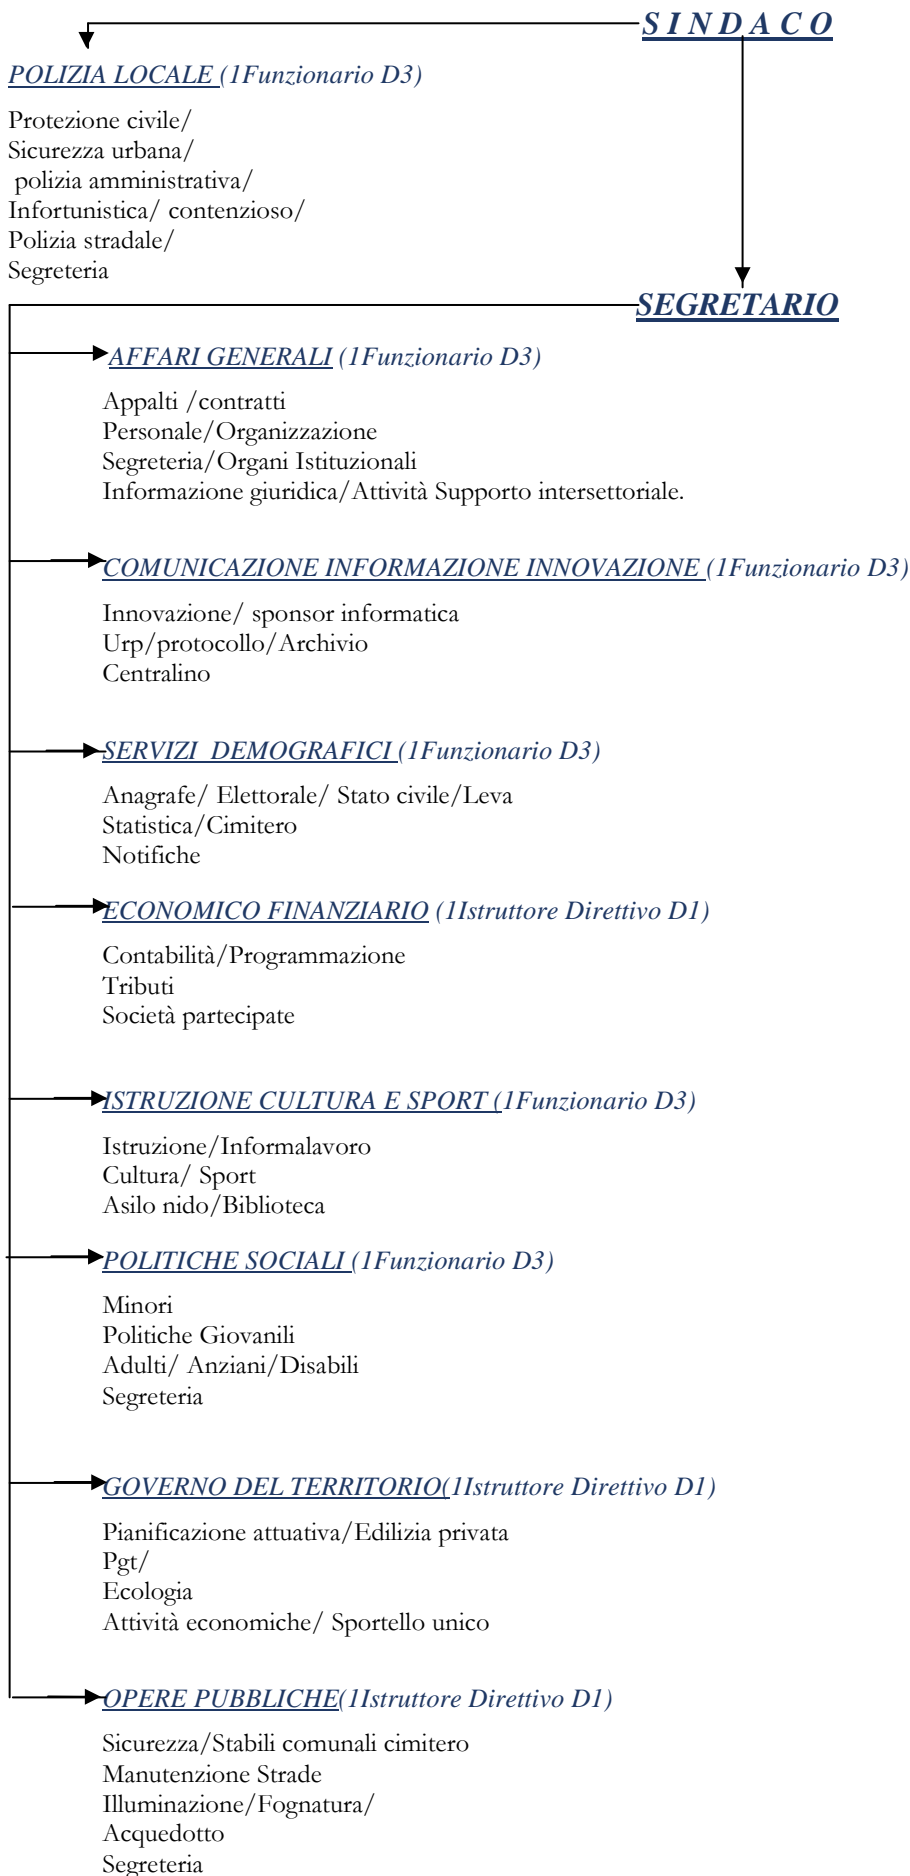 S I N D A C O
POLIZIA LOCALE (1Funzionario D3)
Protezione civile/
Sicurezza urbana/
polizia amministrativa/
Infortunistica/ contenzioso/
Polizia stradale/
Segreteria
SEGRETARIO
AFFARI GENERALI (1Funzionario D3)
Appalti /contratti
Personale/Organizzazione
Segreteria/Organi Istituzionali
Informazione giuridica/Attività Supporto intersettoriale.
COMUNICAZIONE INFORMAZIONE INNOVAZIONE (1Funzionario D3)
Innovazione/ sponsor informatica
Urp/protocollo/Archivio
Centralino
SERVIZI DEMOGRAFICI (1Funzionario D3)
Anagrafe/ Elettorale/ Stato civile/Leva
Statistica/Cimitero
Notifiche
ECONOMICO FINANZIARIO (1Istruttore Direttivo D1)
Contabilità/Programmazione
Tributi
Società partecipate
ISTRUZIONE CULTURA E SPORT (1Funzionario D3)
Istruzione/Informalavoro
Cultura/ Sport
Asilo nido/Biblioteca
POLITICHE SOCIALI (1Funzionario D3)
Minori
Politiche Giovanili
Adulti/ Anziani/Disabili
Segreteria
GOVERNO DEL TERRITORIO(1Istruttore Direttivo D1)
Pianificazione attuativa/Edilizia privata
Pgt/
Ecologia
Attività economiche/ Sportello unico
OPERE PUBBLICHE(1Istruttore Direttivo D1)
Sicurezza/Stabili comunali cimitero
Manutenzione Strade
Illuminazione/Fognatura/
Acquedotto
Segreteria